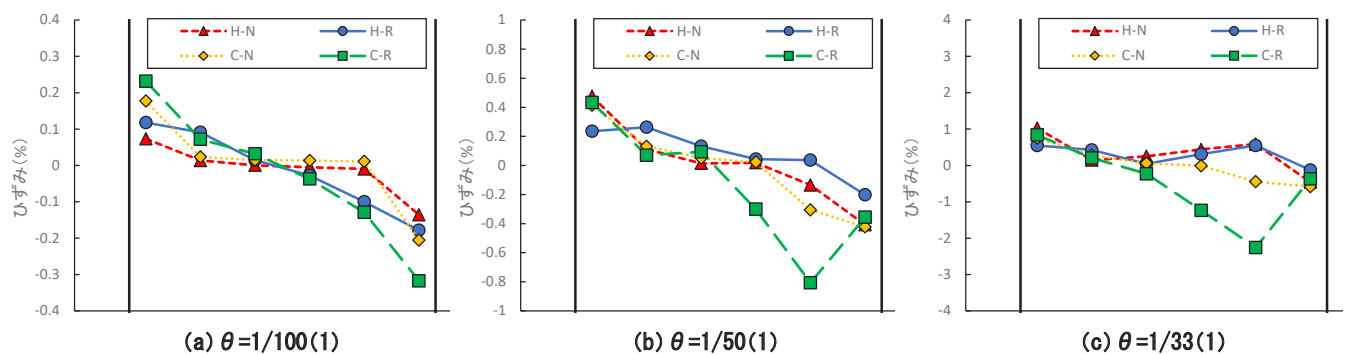 0.4
0.3
0.2
0.1
0
-0.1
-0.2
-0.3
-0.4
ひずみ(%)
H-N H-R
C-N C-R
(a) θ=1/100(1)
1
0.8
0.6
0.4
0.2
0
-0.2
-0.4
-0.6
-0.8
-1
ひずみ(%)
H-N H-R
C-N C-R
(b) θ=1/50(1)
4
3
2
1
0
-1
-2
-3
-4
ひずみ(%)
H-N H-R
C-N C-R
(c) θ=1/33(1)